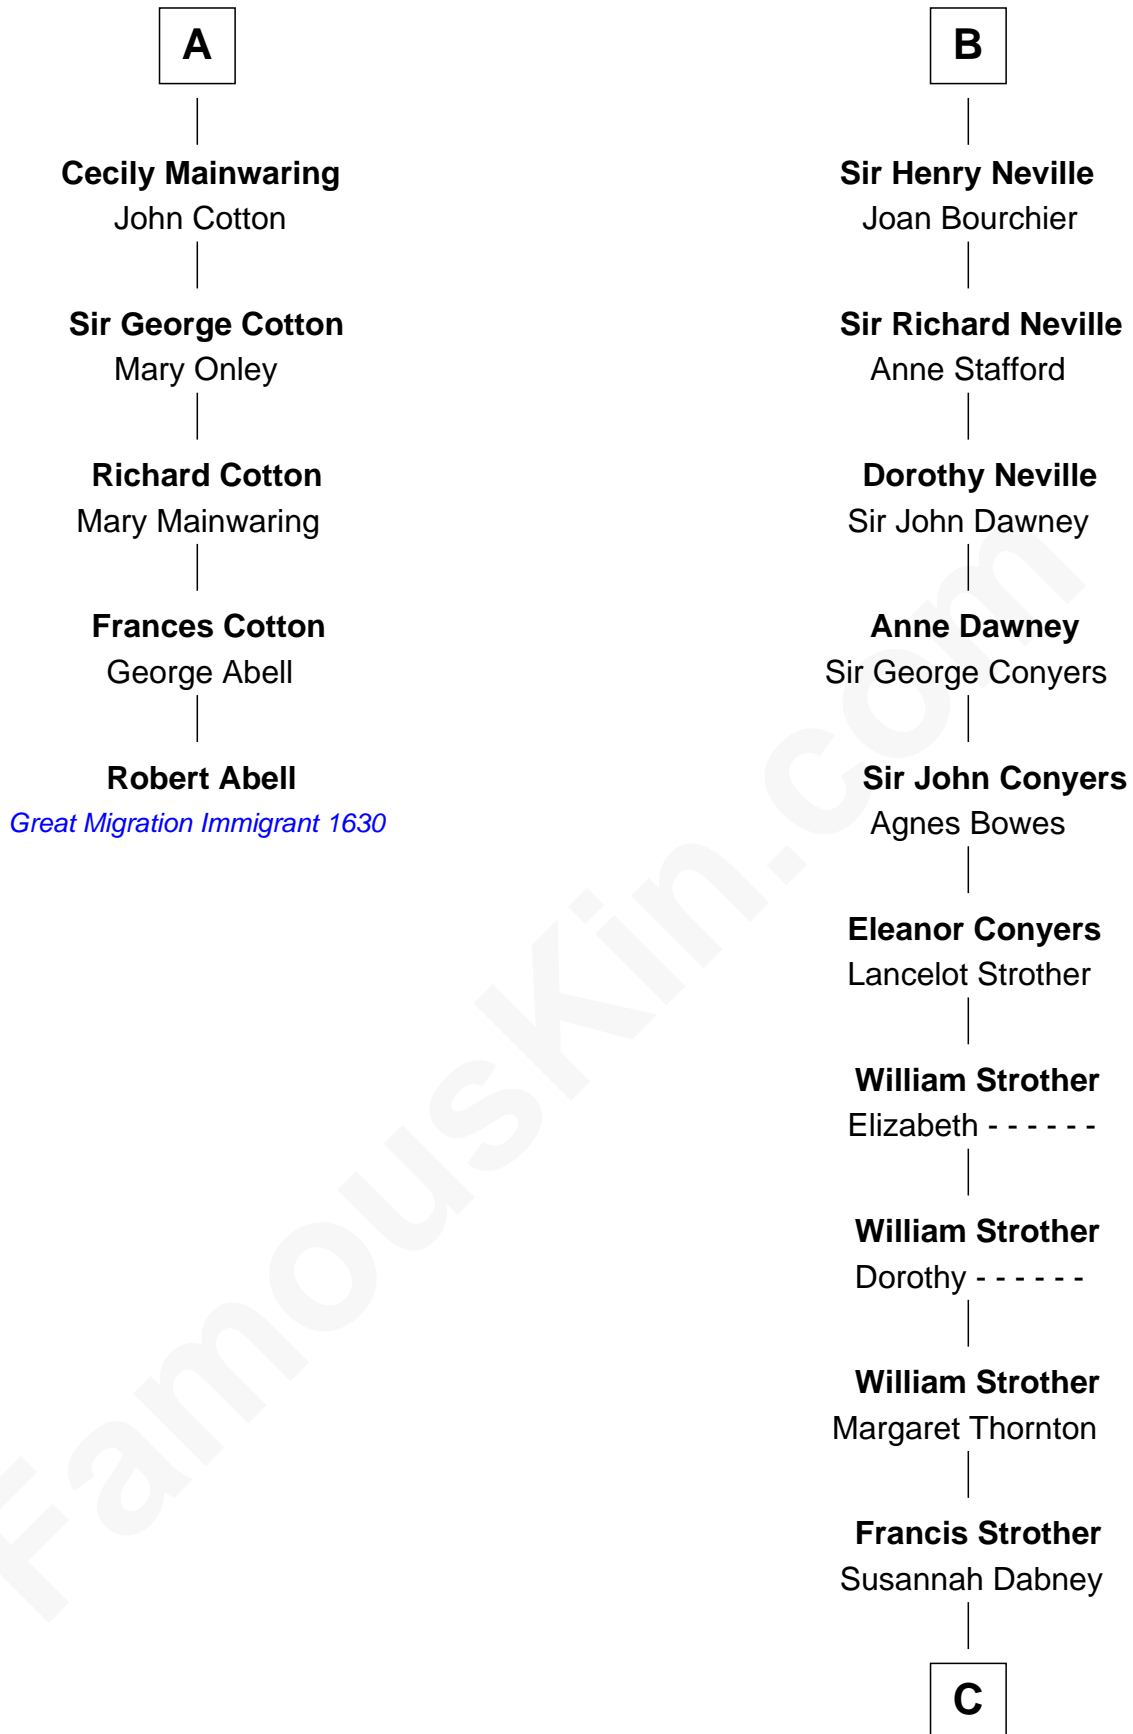 A
Cecily Mainwaring
John Cotton
Sir George Cotton
Mary Onley
Richard Cotton
Mary Mainwaring
Frances Cotton
George Abell
Robert Abell
Great Migration Immigrant 1630
B
Sir Henry Neville
Joan Bourchier
Sir Richard Neville
Anne Stafford
Dorothy Neville
Sir John Dawney
Anne Dawney
Sir George Conyers
Sir John Conyers
Agnes Bowes
Eleanor Conyers
Lancelot Strother
William Strother
Elizabeth - - - - - -
William Strother
Dorothy - - - - - -
William Strother
Margaret Thornton
Francis Strother
Susannah Dabney
C
FamousKin.com